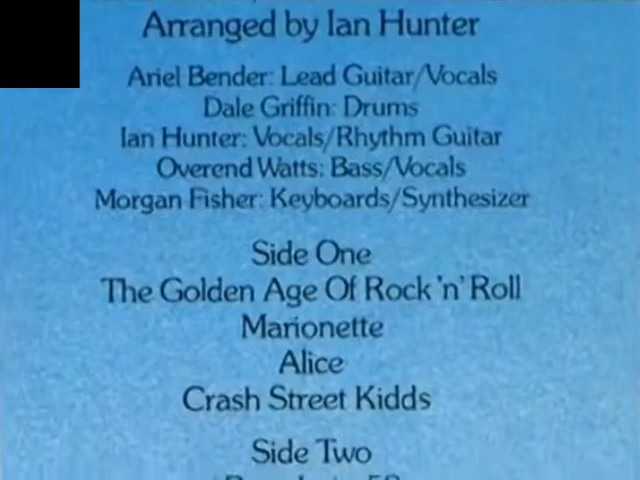 Arranged by Ian Hunter
Ariel Bender: Lead Guitar/Vocals
Dale Griffin: Drums
Ian Hunter: Vocals/Rhythm Guitar
Overend Watts: Bass/Vocals
Morgan Fisher: Keyboards/Synthesizer
Side One
The Golden Age Of Rock 'n' Roll
Marionette
Alice
Crash Street Kidds
Side Two